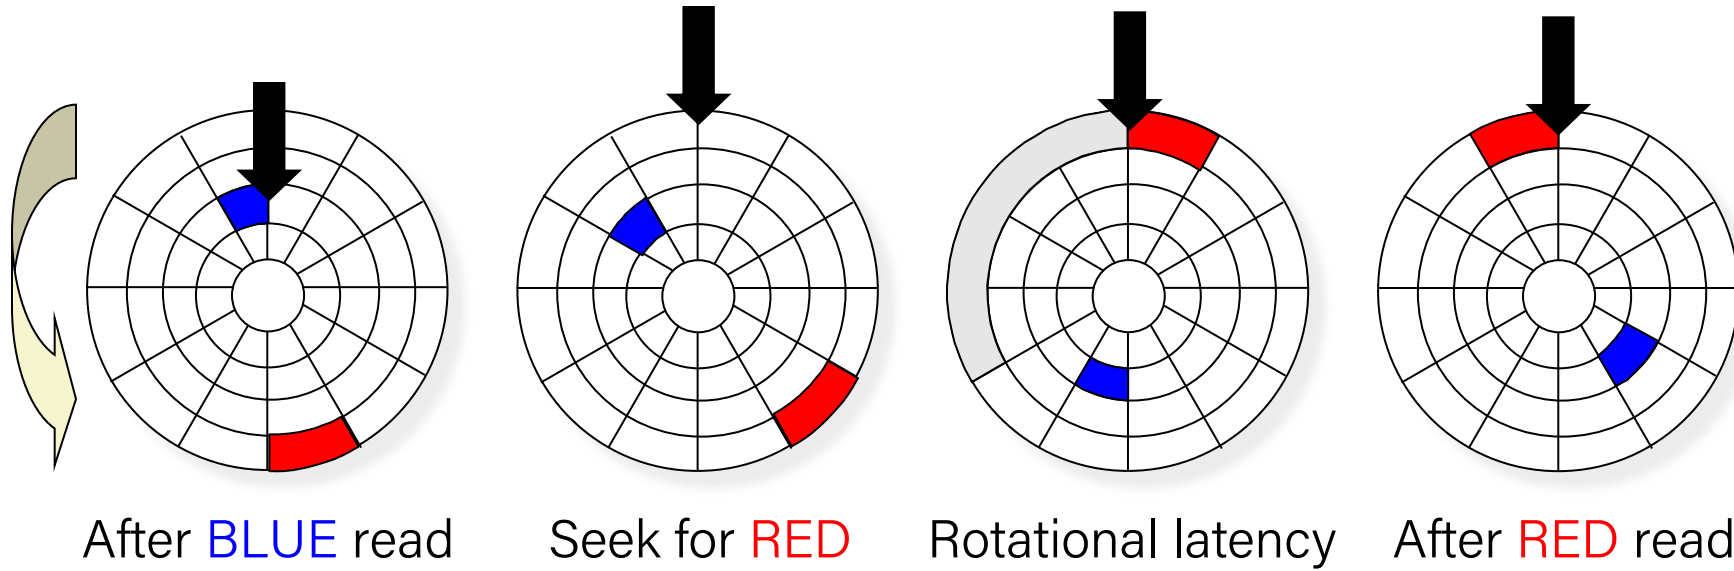 After BLUE read
Seek for RED
Rotational latency
After RED read